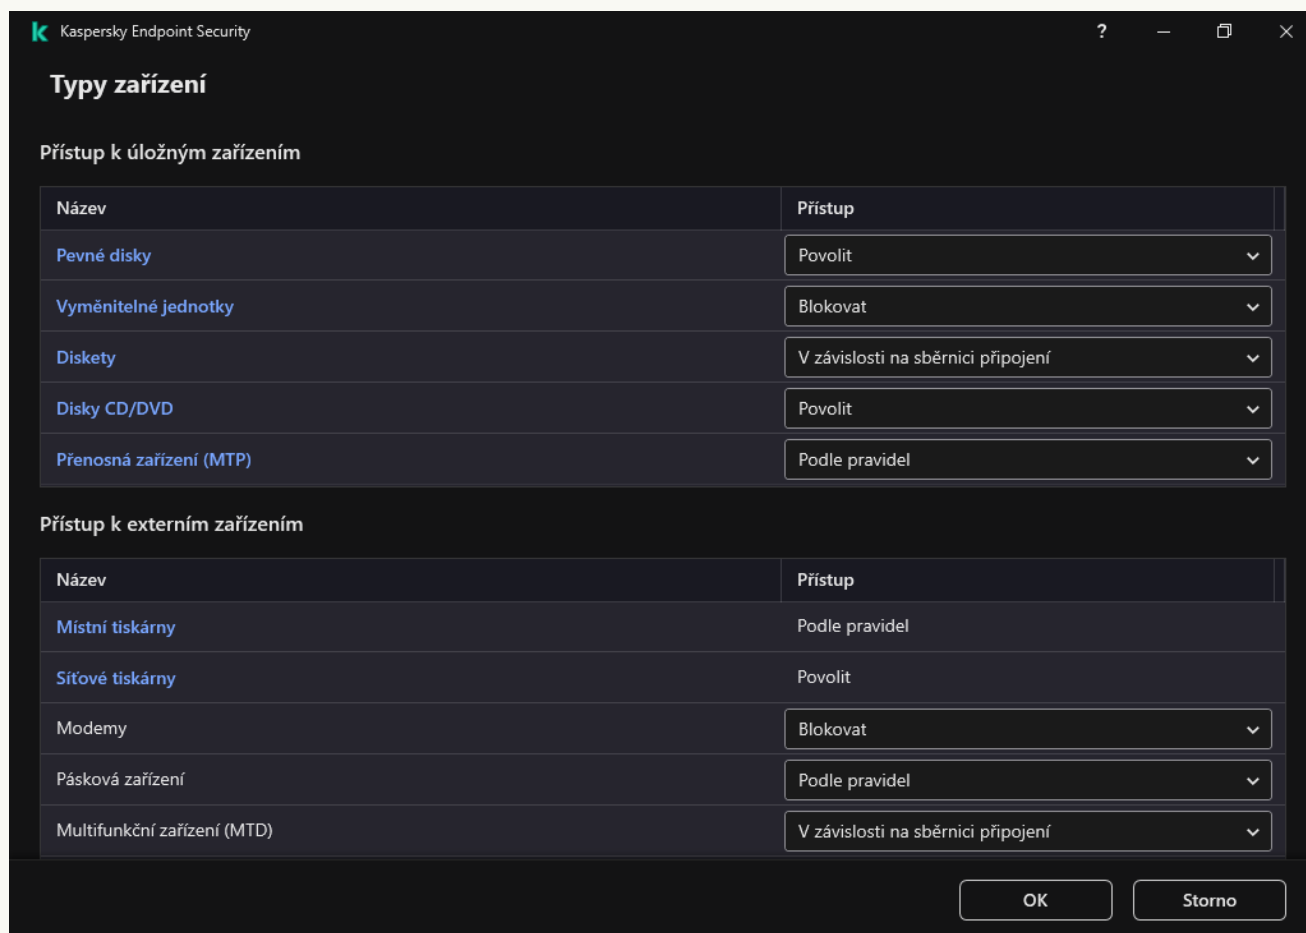 Kaspersky Endpoint Security
Typy zařízení
Přístup k úložným zařízením
Název Přístup
Pevné disky Povolit
Vyměnitelné jednotky Blokovat
Diskety V závislosti na sběrnici připojení
Disky CD/DVD Povolit
Přenosná zařízení (MTP) Podle pravidel
Přístup k externím zařízením
Název Přístup
Místní tiskárny Podle pravidel
Síťové tiskárny Povolit
Modemy Blokovat
Pásková zařízení Podle pravidel
Multifunkční zařízení (MTD) V závislosti na sběrnici připojení
OK Storno